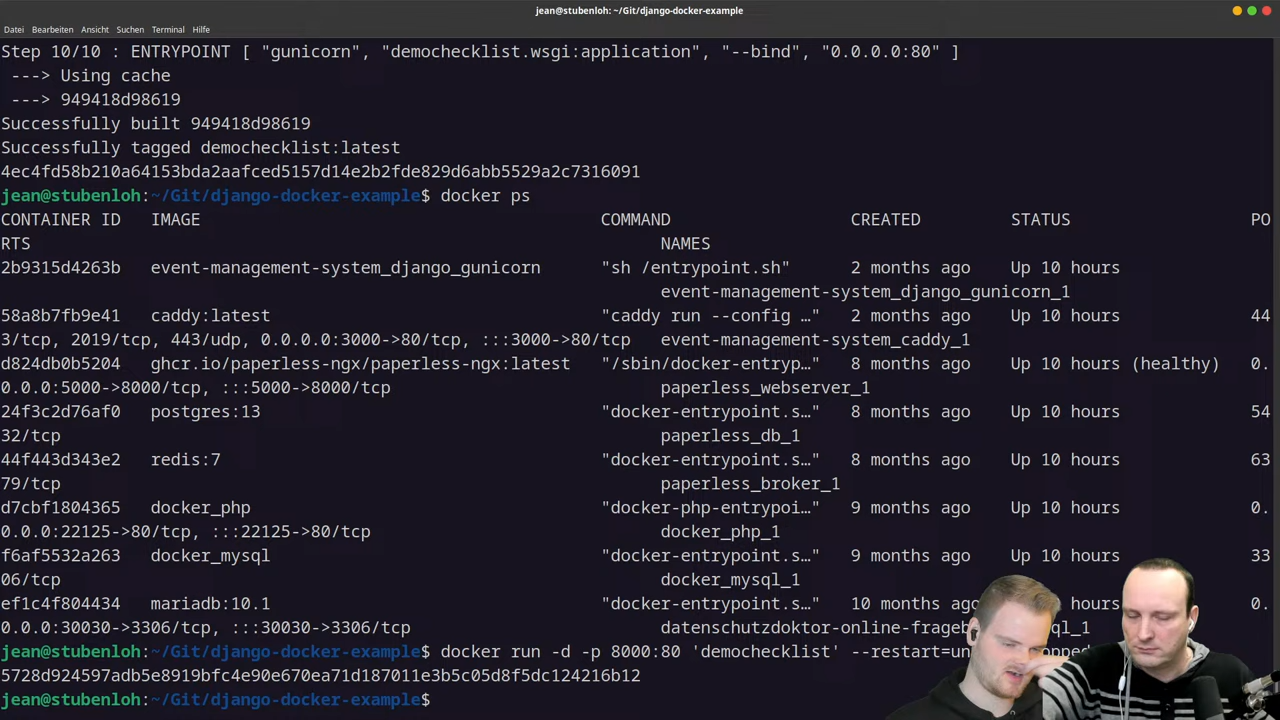 jean@stubenloh: ~/Git/django-docker-example
Datei Bearbeiten Ansicht Suchen Terminal Hilfe
Step 10/10 : ENTRYPOINT [ "gunicorn", "demochecklist.wsgi:application", "--bind", "0.0.0.0:80" ]
---> Using cache
---> 949418d98619
Successfully built 949418d98619
Successfully tagged demochecklist:latest
4ec4fd58b210a64153bda2aafced5157d14e2b2fde829d6abb5529a2c7316091
jean@stubenloh:~/Git/django-docker-example$ docker ps
CONTAINER ID IMAGE COMMAND CREATED STATUS PO
RTS NAMES
2b9315d4263b event-management-system_django_gunicorn "sh /entrypoint.sh" 2 months ago Up 10 hours
event-management-system_django_gunicorn_1
58a8b7fb9e41 caddy:latest "caddy run --config …" 2 months ago Up 10 hours 44
3/tcp, 2019/tcp, 443/udp, 0.0.0.0:3000->80/tcp, :::3000->80/tcp event-management-system_caddy_1
d824db0b5204 ghcr.io/paperless-ngx/paperless-ngx:latest "/sbin/docker-entryp…" 8 months ago Up 10 hours (healthy) 0.
0.0.0:5000->8000/tcp, :::5000->8000/tcp paperless_webserver_1
24f3c2d76af0 postgres:13 "docker-entrypoint.s…" 8 months ago Up 10 hours 54
32/tcp paperless_db_1
44f443d343e2 redis:7 "docker-entrypoint.s…" 8 months ago Up 10 hours 63
79/tcp paperless_broker_1
d7cbf1804365 docker_php "docker-php-entrypoi…" 9 months ago Up 10 hours 0.
0.0.0:22125->80/tcp, :::22125->80/tcp docker_php_1
f6af5532a263 docker_mysql "docker-entrypoint.s…" 9 months ago Up 10 hours 33
06/tcp docker_mysql_1
ef1c4f804434 mariadb:10.1 "docker-entrypoint.s…" 10 months ago Up 10 hours 0.
0.0.0:30030->3306/tcp, :::30030->3306/tcp
jean@stubenloh:~/Git/django-docker-example$ docker run -d -p 8000:80 'demochecklist'
5728d924597adb5e8919bfc4e90e670ea71d187011e3b5c05d8f5dc124216b12
jean@stubenloh:~/Git/django-docker-example$